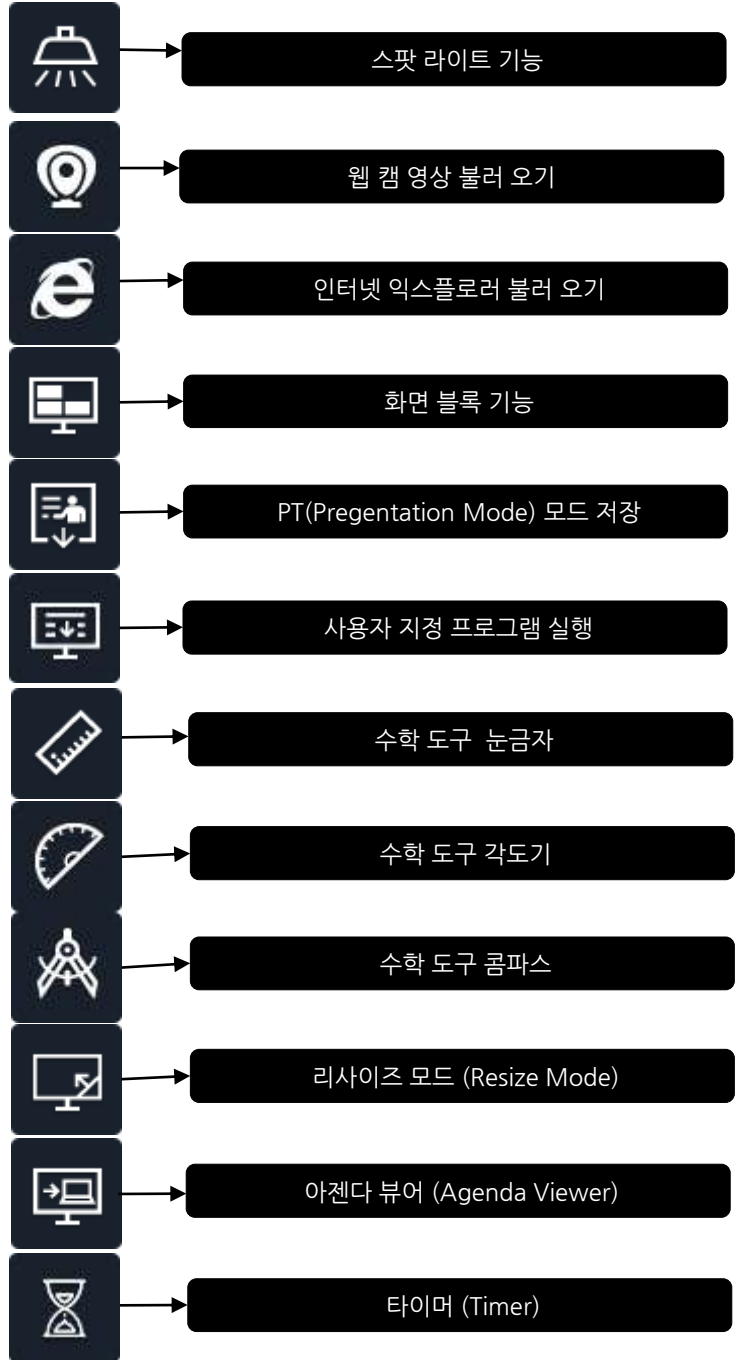 스팟 라이트 기능
웹 캠 영상 불러 오기
인터넷 익스플로러 불러 오기
화면 블록 기능
PT(Pregentation Mode) 모드 저장
사용자 지정 프로그램 실행
수학 도구 눈금자
수학 도구 각도기
수학 도구 콤파스
리사이즈 모드 (Resize Mode)
아젠다 뷰어 (Agenda Viewer)
타이머 (Timer)